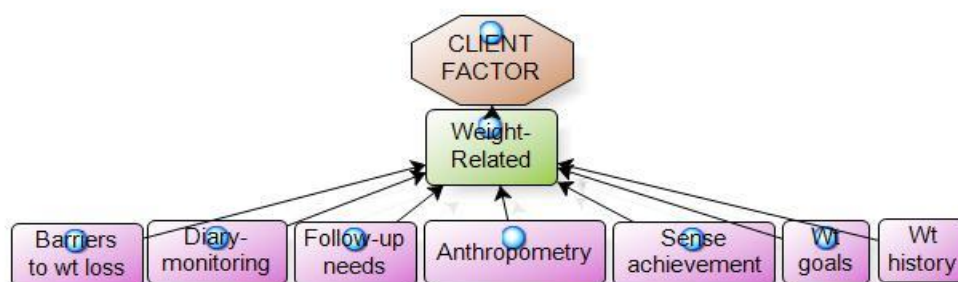 CLIENT
FACTOR
Weight-
Related
Barriers
to wt loss
Diary-
monitoring
Follow-up
needs
Anthropometry
Sense
achievement
Wt
goals
Wt
history